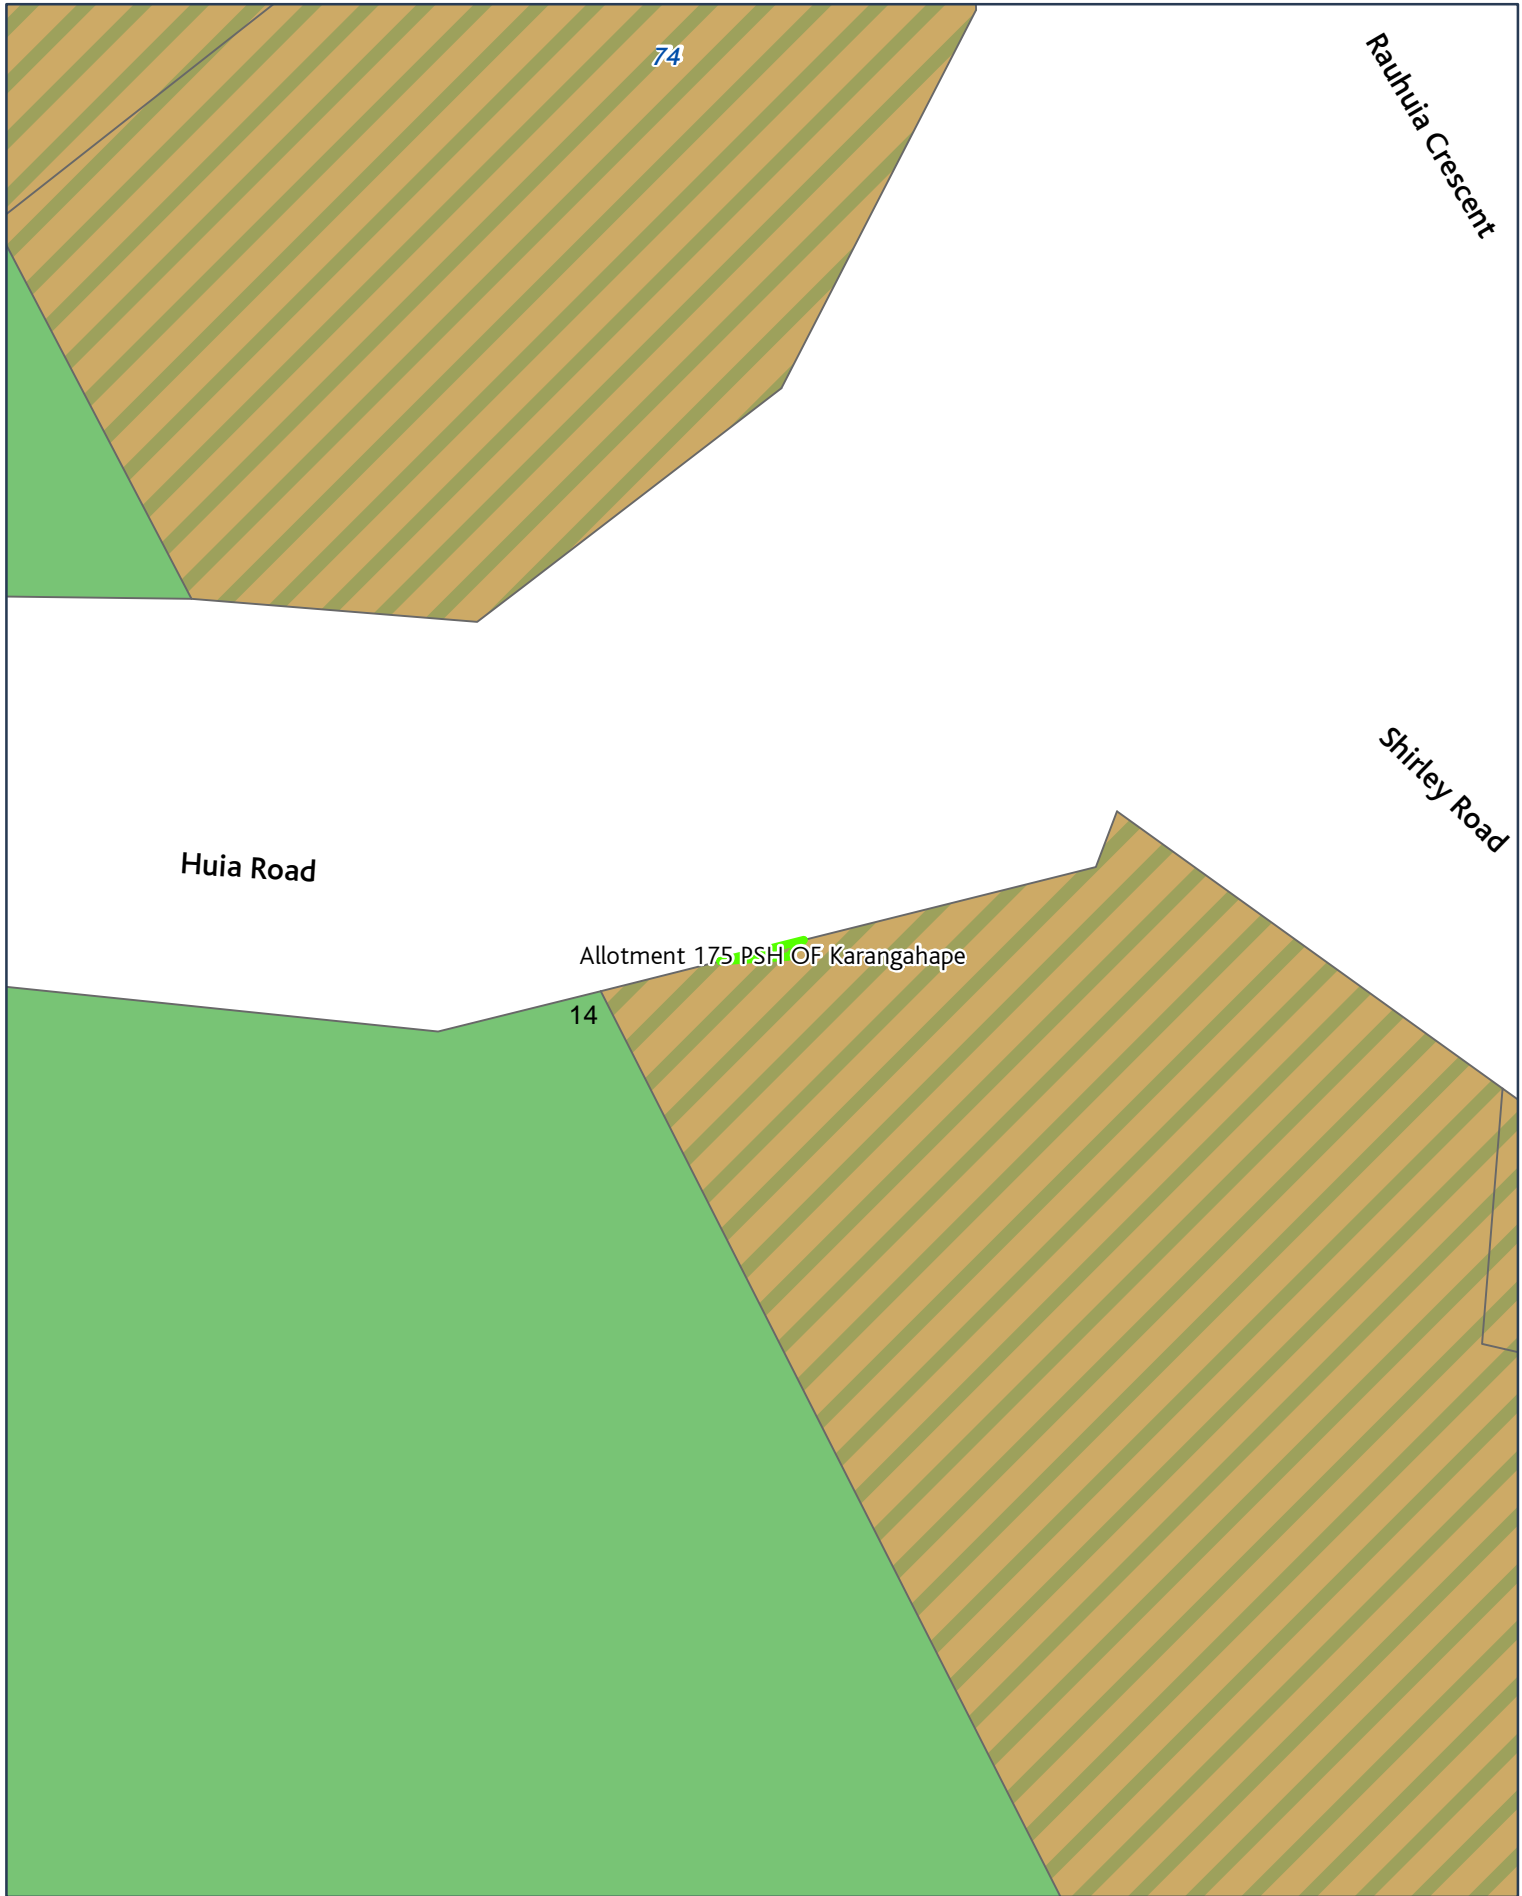 74
Rauhuia Crescent
Shirley Road
Huia Road
Allotment 175 PSH OF Karangahape
14